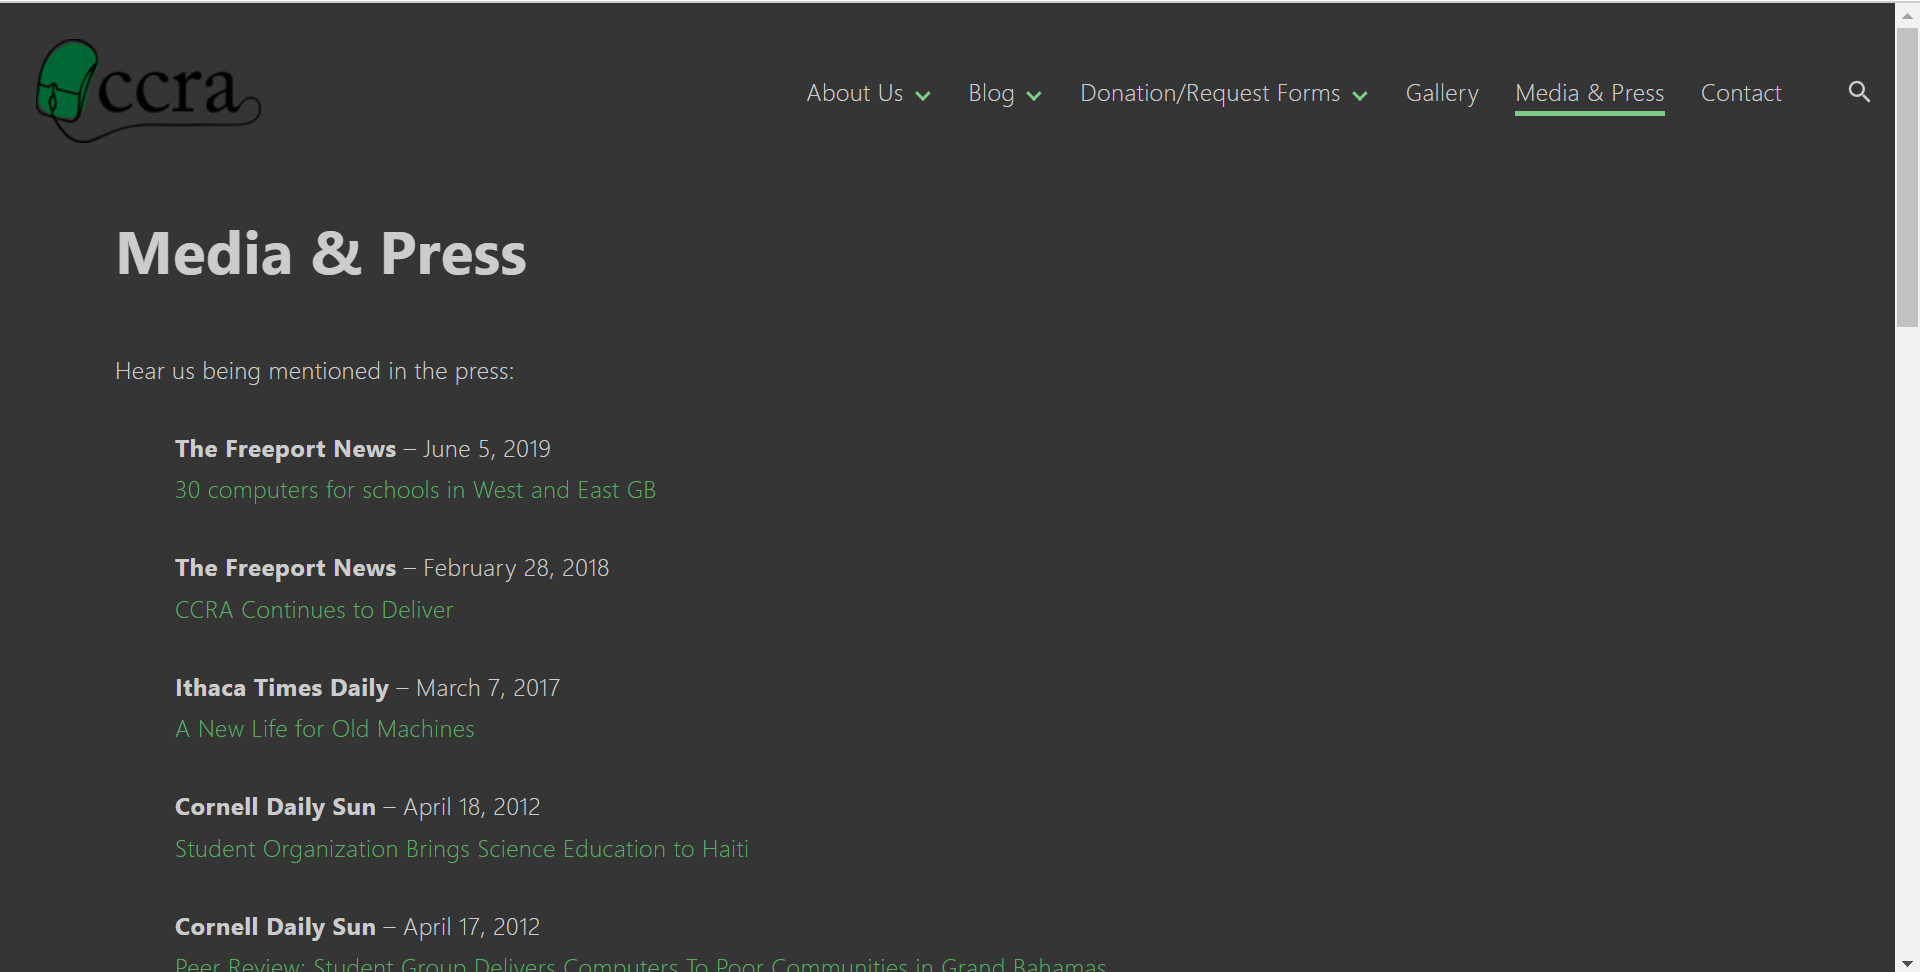 ccra
About Us Blog Donation/Request Forms Gallery Media & Press Contact
Media & Press
Hear us being mentioned in the press:
The Freeport News – June 5, 2019
30 computers for schools in West and East GB
The Freeport News – February 28, 2018
CCRA Continues to Deliver
Ithaca Times Daily – March 7, 2017
A New Life for Old Machines
Cornell Daily Sun – April 18, 2012
Student Organization Brings Science Education to Haiti
Cornell Daily Sun – April 17, 2012
Peer Review: Student Group Delivers Computers To Poor Communities in Grand Bahamas